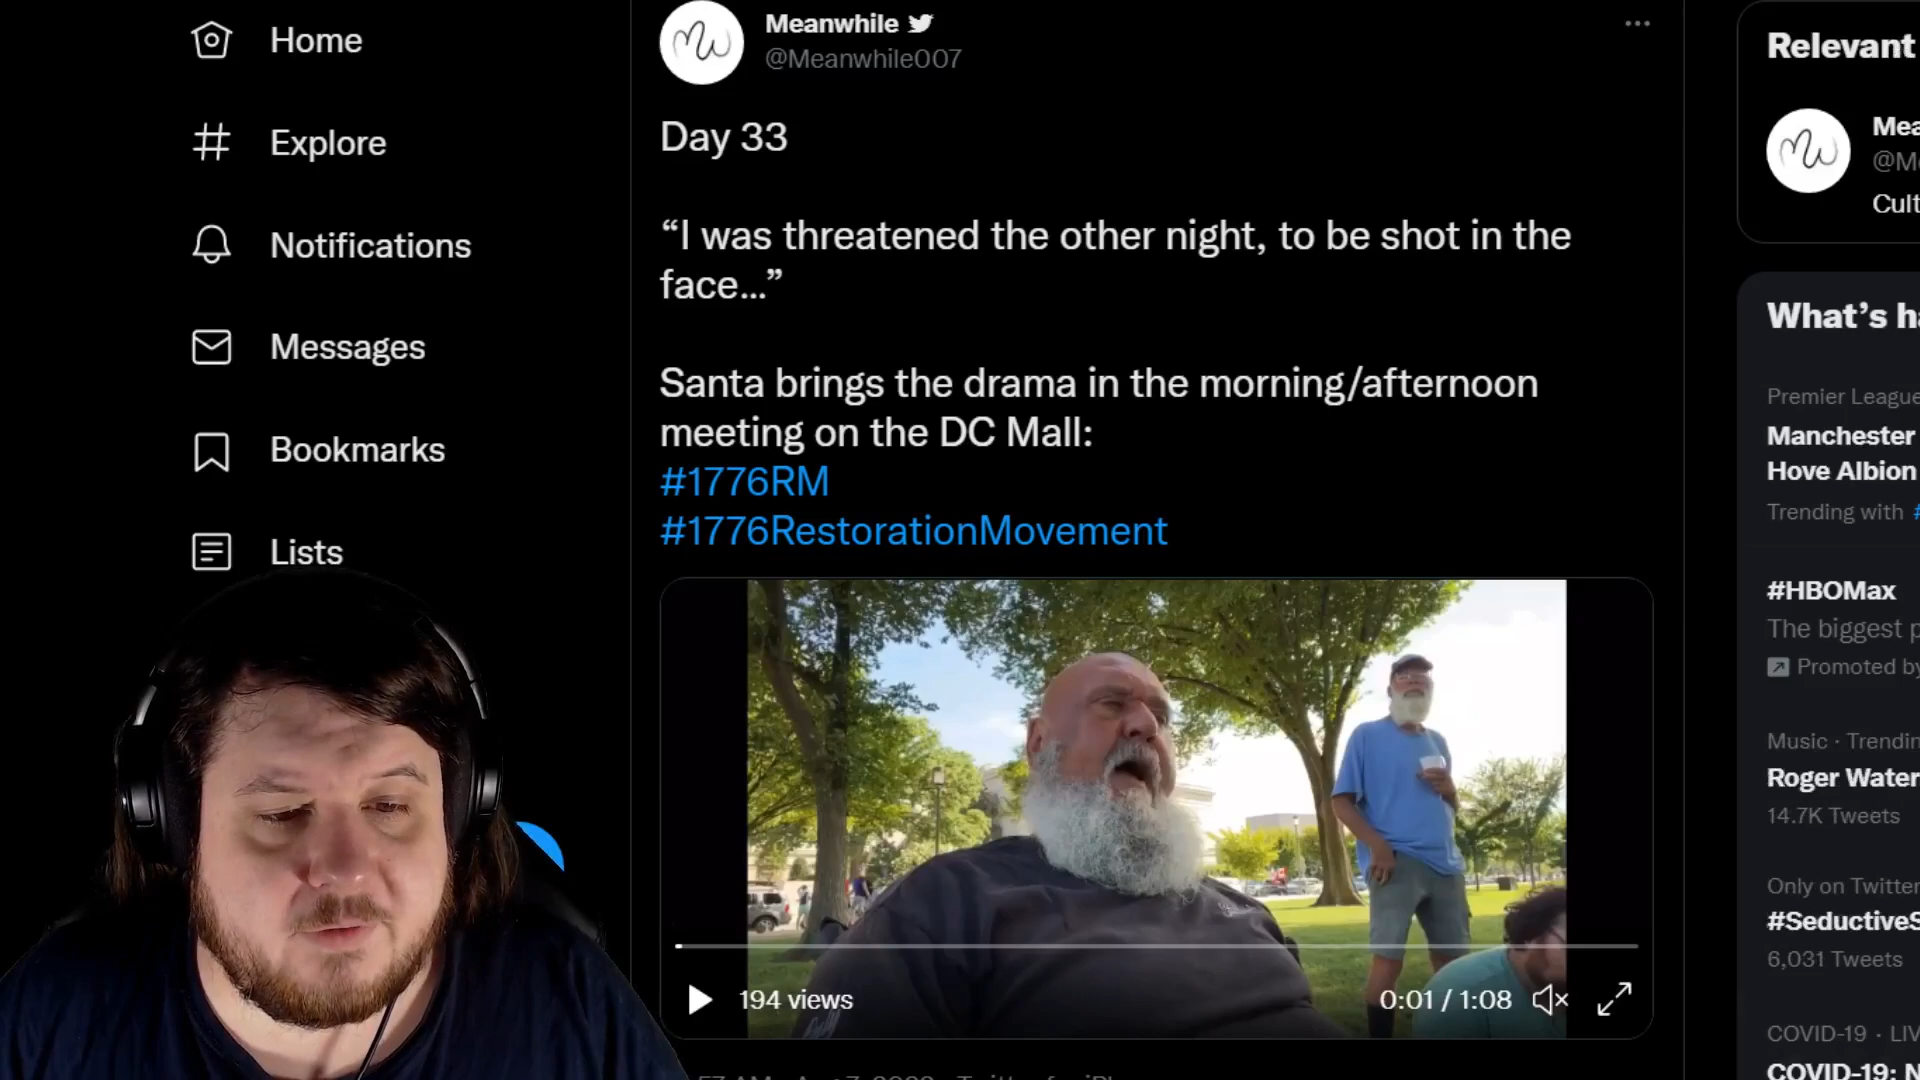 Home
Explore
Notifications
Messages
Bookmarks
Lists
Meanwhile
@Meanwhile007
Day 33
“I was threatened the other night, to be shot in the
face...”
Santa brings the drama in the morning/afternoon
meeting on the DC Mall:
#1776RM
#1776RestorationMovement
194 views
0:01 / 1:08
Relevant
Mea
@Me
Cult
What’s ha
Premier League
Manchester
Hove Albion
Trending with #
#HBOMax
The biggest p
Promoted by
Music · Trendin
Roger Water
14.7K Tweets
Only on Twitter
#SeductiveS
6,031 Tweets
COVID-19 · LIV
COVID-19: N